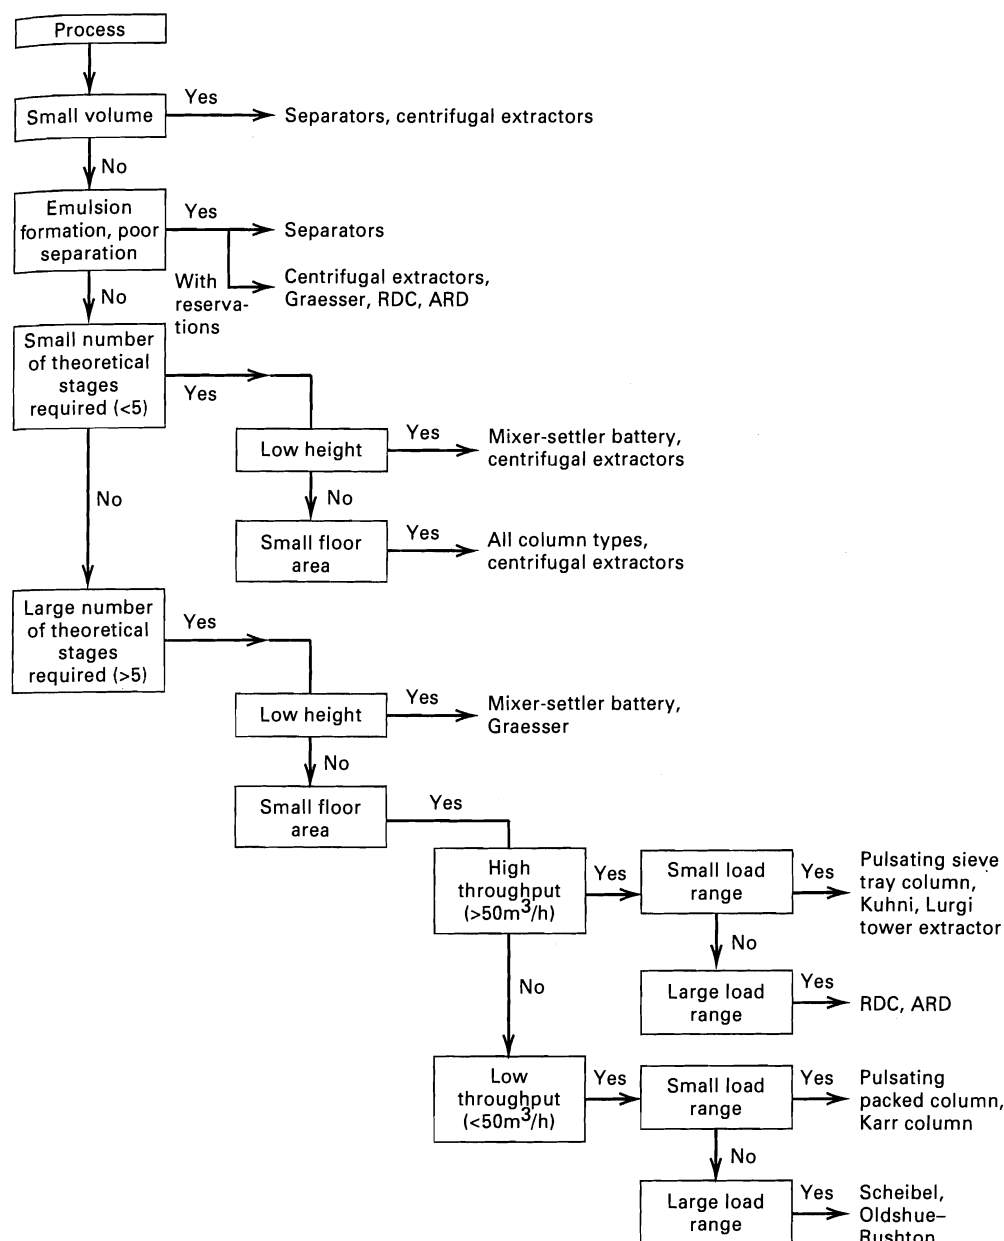 Process
Small volume
Yes
Separators, centrifugal extractors
No
Emulsion
formation, poor
separation
Yes
Separators
With
reserva-
tions
Centrifugal extractors,
Graesser, RDC, ARD
No
Small number
of theoretical
stages
required (<5)
Yes
Low height
Yes
Mixer-settler battery,
centrifugal extractors
No
Small floor
area
Yes
All column types,
centrifugal extractors
No
Large number
of theoretical
stages
required (>5)
Yes
Low height
Yes
Mixer-settler battery,
Graesser
No
Small floor
area
Yes
High
throughput
(>50m³/h)
Yes
Small load
range
Yes
Pulsating sieve
tray column,
Kuhni, Lurgi
tower extractor
No
Large load
range
Yes
RDC, ARD
No
Low
throughput
(<50m³/h)
Yes
Small load
range
Yes
Pulsating
packed column,
Karr column
No
Large load
range
Yes
Scheibel,
Oldshue–
Rushton